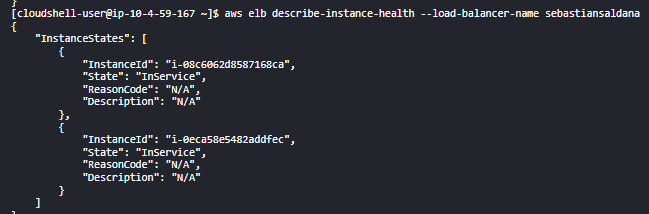 }
[cloudshell-user@ip-10-4-59-167 ~]$ aws elb describe-instance-health --load-balancer-name sebastiansaldana
{
    "InstanceStates": [
        {
            "InstanceId": "i-08c6062d8587168ca",
            "State": "InService",
            "ReasonCode": "N/A",
            "Description": "N/A"
        },
        {
            "InstanceId": "i-0eca58e5482addfec",
            "State": "InService",
            "ReasonCode": "N/A",
            "Description": "N/A"
        }
    ]
}